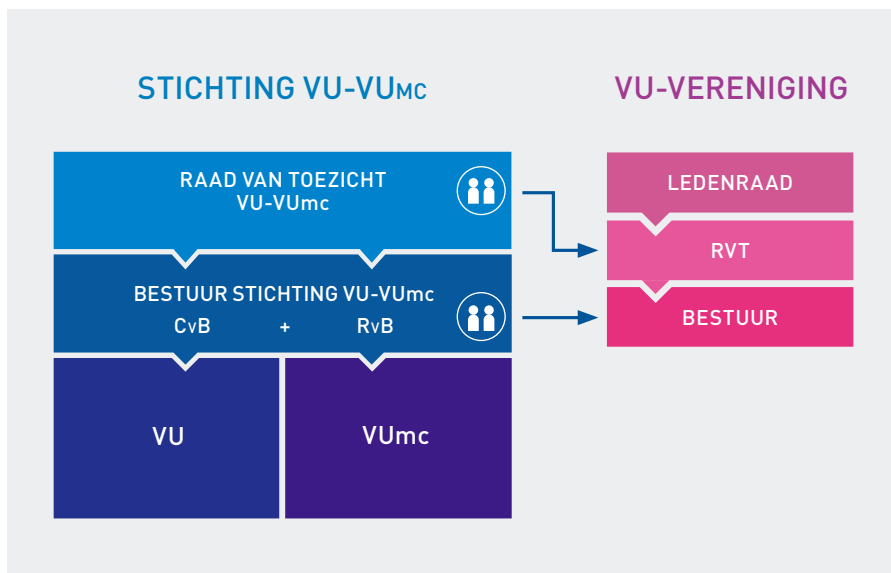 STICHTING VU-VUMC
RAAD VAN TOEZICHT
VU-VUmc
BESTUUR STICHTING VU-VUmc
CVB + RVB
VU
VUmc
VU-VERENIGING
LEDENRAAD
RVT
BESTUUR